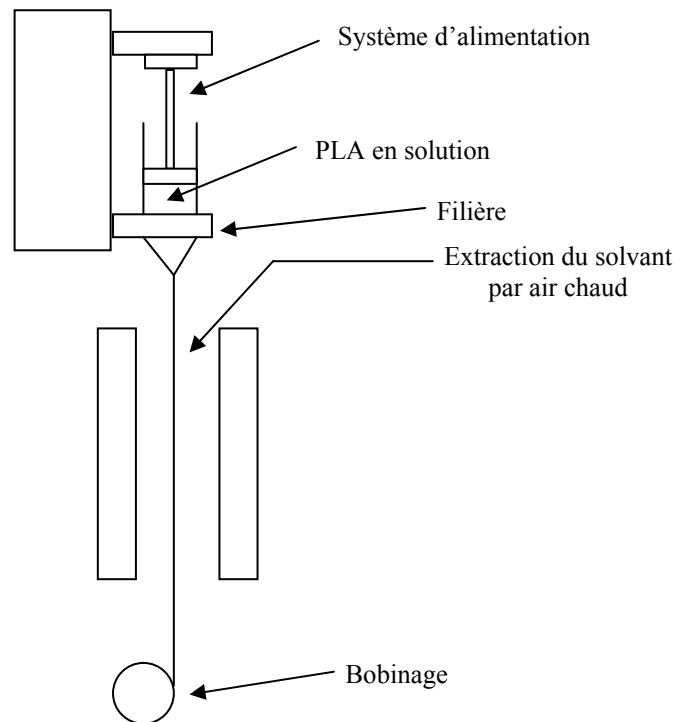 Système d’alimentation
PLA en solution
Filière
Extraction du solvant
par air chaud
Bobinage